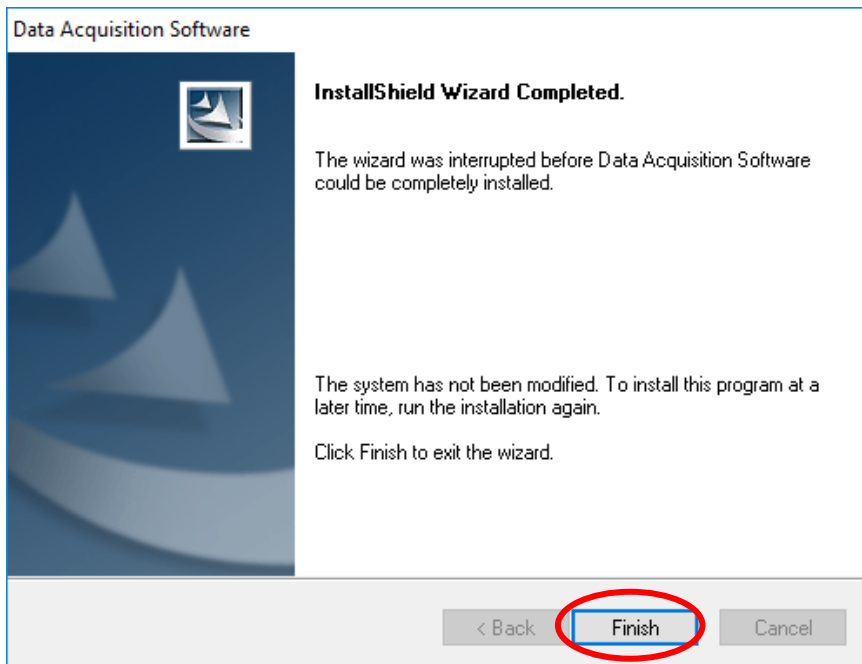 Data Acquisition Software
InstallShield Wizard Completed.
The wizard was interrupted before Data Acquisition Software
could be completely installed.
The system has not been modified. To install this program at a
later time, run the installation again.
Click Finish to exit the wizard.
< Back Finish Cancel